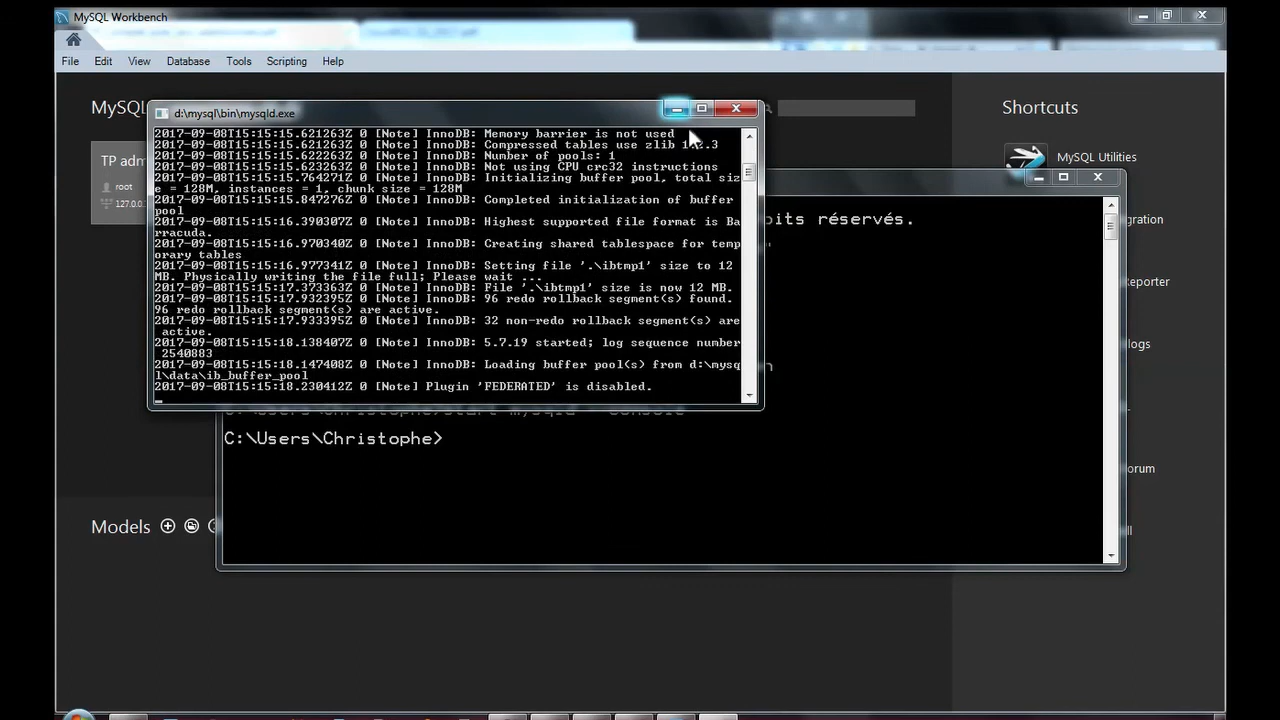 MySQL Workbench
File Edit View Database Tools Scripting Help
MySQL
Shortcuts
TP adm
root
127.0.0.
MySQL Utilities
gration
eporter
ogs
orum
d:\mysql\bin\mysqld.exe
2017-09-08T15:15:15.621263Z 0 [Note] InnoDB: Memory barrier is not used
2017-09-08T15:15:15.621263Z 0 [Note] InnoDB: Compressed tables use zlib 1.2.3
2017-09-08T15:15:15.623263Z 0 [Note] InnoDB: Number of pools: 1
2017-09-08T15:15:15.623263Z 0 [Note] InnoDB: Not using CPU crc32 instructions
2017-09-08T15:15:15.764271Z 0 [Note] InnoDB: Initializing buffer pool, total siz
e = 128M, instances = 1, chunk size = 128M
2017-09-08T15:15:15.847276Z 0 [Note] InnoDB: Completed initialization of buffer
pool
2017-09-08T15:15:16.390307Z 0 [Note] InnoDB: Highest supported file format is Ba
rracuda.
2017-09-08T15:15:16.970340Z 0 [Note] InnoDB: Creating shared tablespace for temp
orary tables
2017-09-08T15:15:16.977341Z 0 [Note] InnoDB: Setting file '.\ibtmp1' size to 12
MB. Physically writing the file full; Please wait ...
2017-09-08T15:15:17.373363Z 0 [Note] InnoDB: File '.\ibtmp1' size is now 12 MB.
2017-09-08T15:15:17.932395Z 0 [Note] InnoDB: 96 redo rollback segment(s) found.
96 redo rollback segment(s) are active.
2017-09-08T15:15:17.933395Z 0 [Note] InnoDB: 32 non-redo rollback segment(s) are
active.
2017-09-08T15:15:18.138407Z 0 [Note] InnoDB: 5.7.19 started; log sequence number
2540883
2017-09-08T15:15:18.147408Z 0 [Note] InnoDB: Loading buffer pool(s) from d:\mysq
l\data\ib_buffer_pool
2017-09-08T15:15:18.230412Z 0 [Note] Plugin 'FEDERATED' is disabled.
oits réservés.
C:\Users\Christophe>
Models